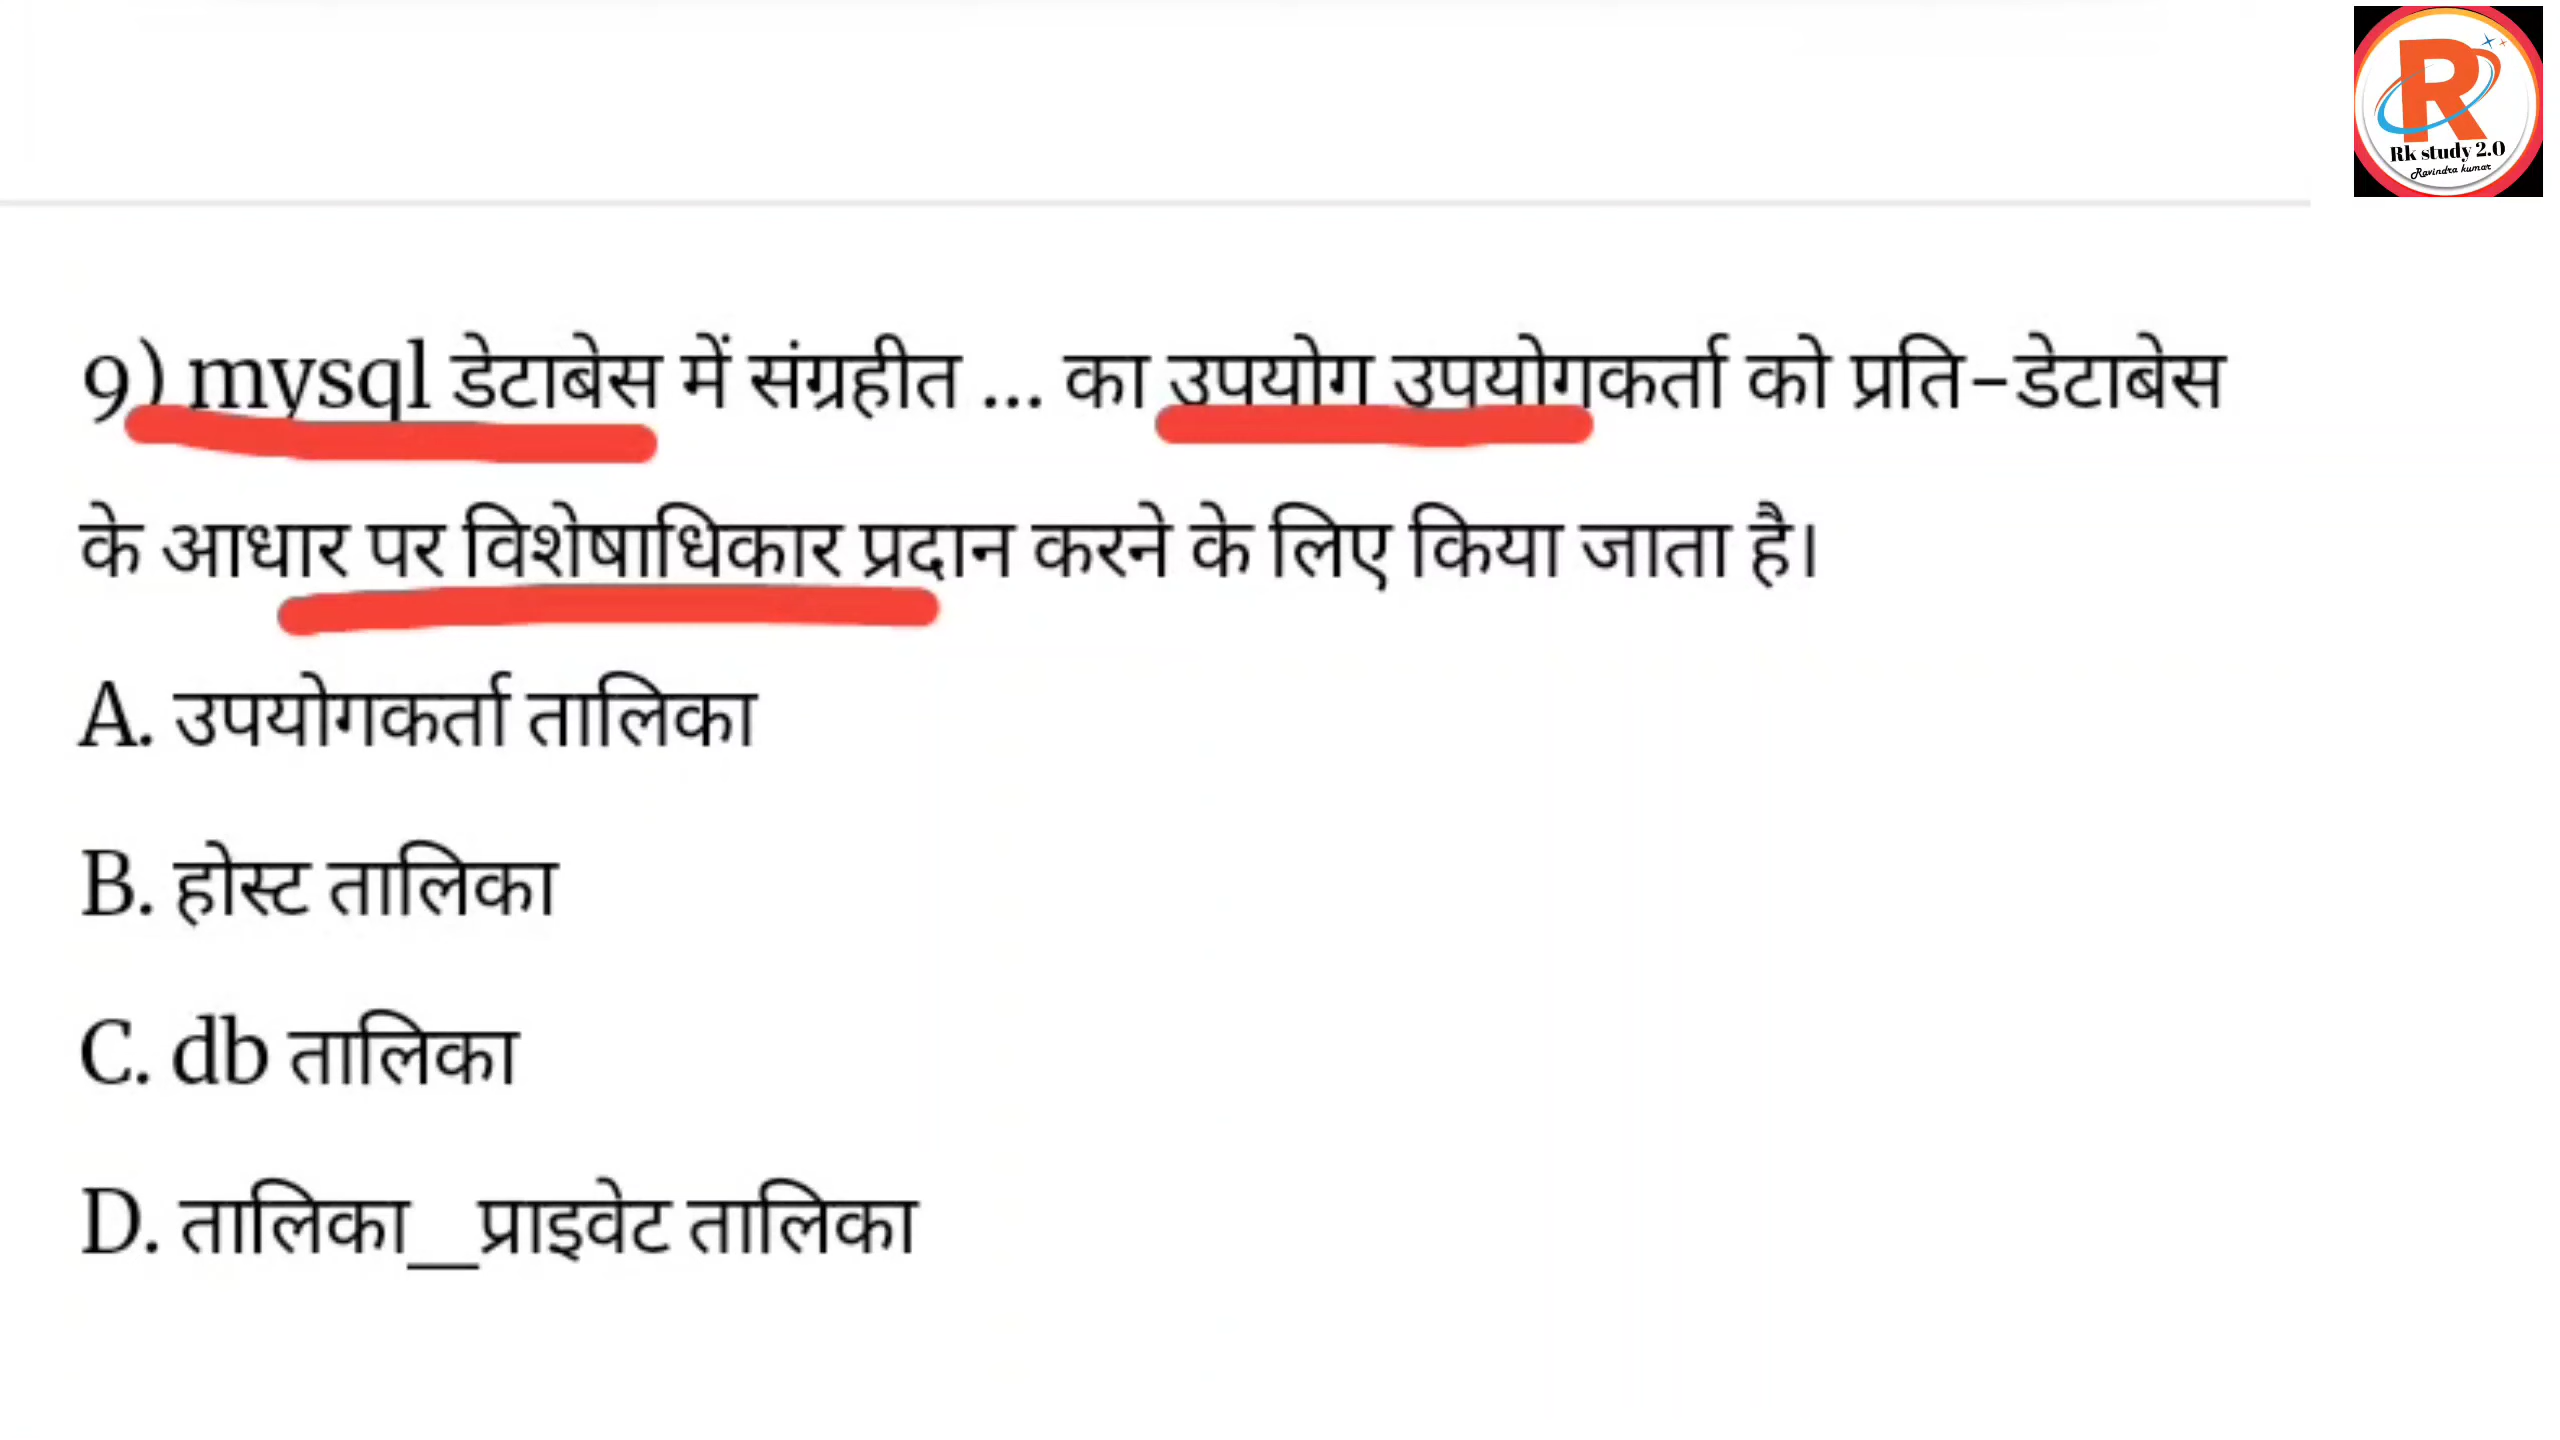 R
Rk study 2.0
Ravindra kumar
9) mysql डेटाबेस में संग्रहीत ... का उपयोग उपयोगकर्ता को प्रति-डेटाबेस
के आधार पर विशेषाधिकार प्रदान करने के लिए किया जाता है।
A. उपयोगकर्ता तालिका
B. होस्ट तालिका
C. db तालिका
D. तालिका__प्राइवेट तालिका